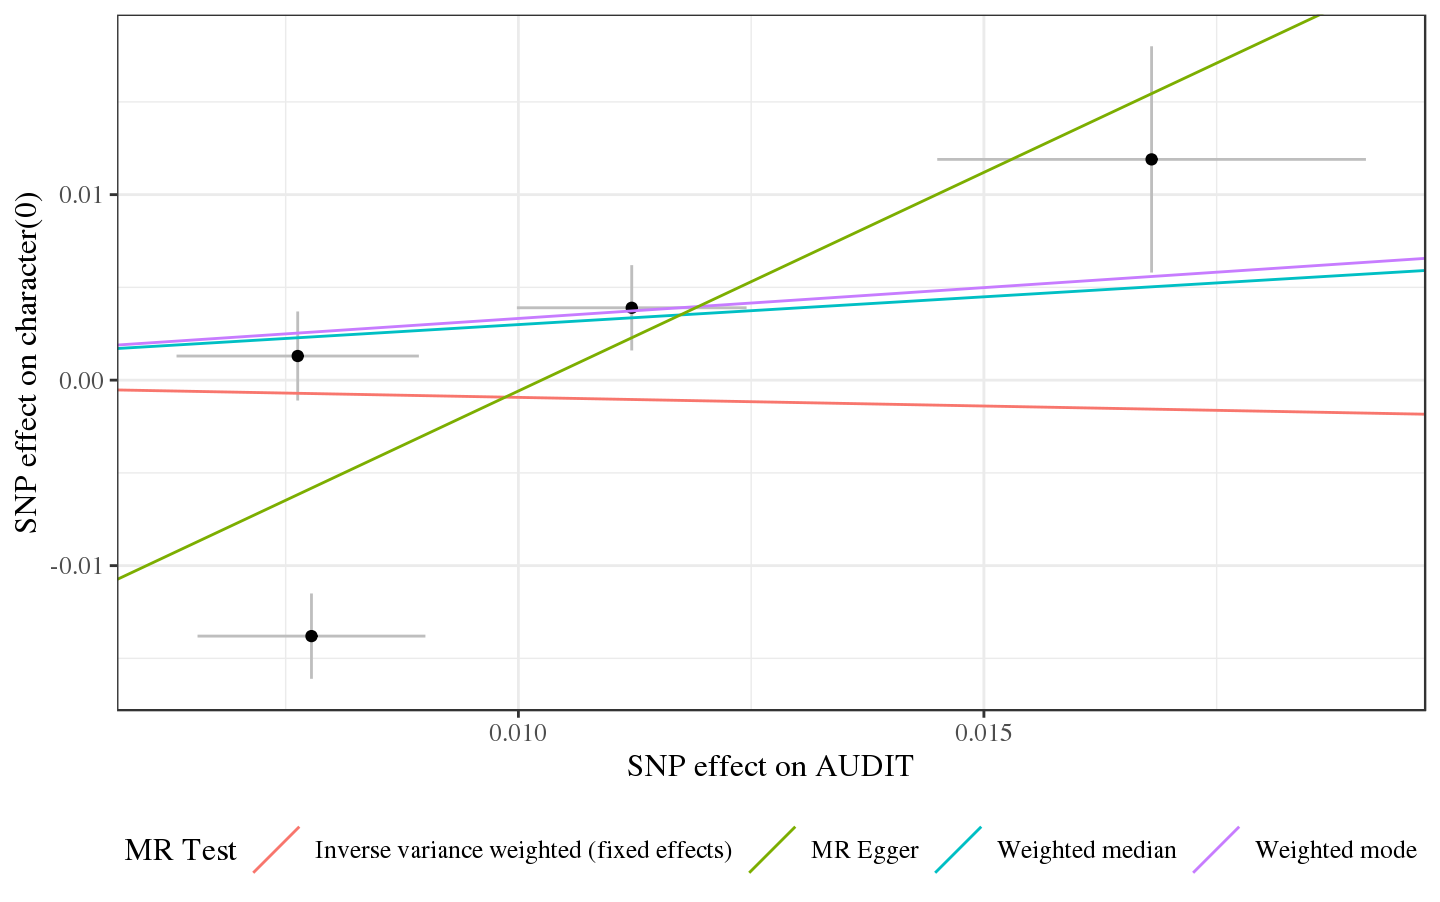 SNP effect on character(0)
0.01
0.00
-0.01
0.010 0.015
SNP effect on AUDIT
MR Test Inverse variance weighted (fixed effects) MR Egger Weighted median Weighted mode